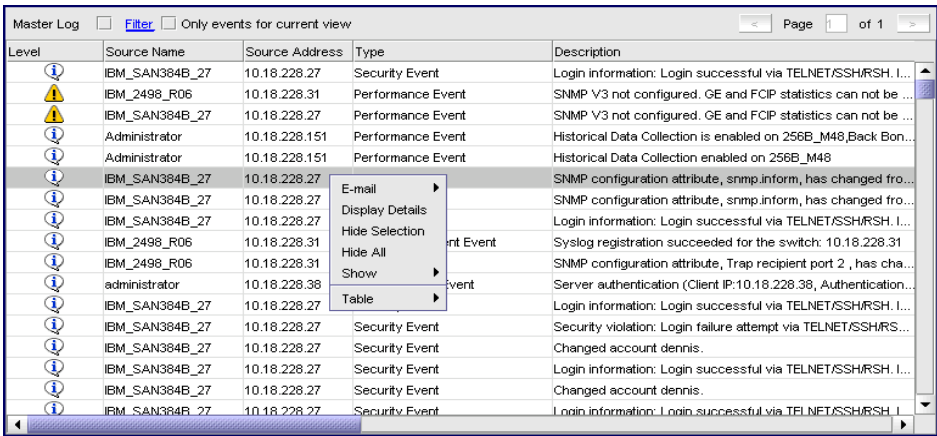 Master Log Filter Only events for current view < Page 1 of 1 >
Level Source Name Source Address Type Description
IBM_SAN384B_27 10.18.228.27 Security Event Login information: Login successful via TELNET/SSH/RSH. I...
IBM_2498_R06 10.18.228.31 Performance Event SNMP V3 not configured. GE and FCIP statistics can not be ...
IBM_SAN384B_27 10.18.228.27 Performance Event SNMP V3 not configured. GE and FCIP statistics can not be ...
Administrator 10.18.228.151 Performance Event Historical Data Collection is enabled on 256B_M48,Back Bon...
Administrator 10.18.228.151 Performance Event Historical Data Collection enabled on 256B_M48
IBM_SAN384B_27 10.18.228.27 SNMP configuration attribute, snmp.inform, has changed fro...
E-mail
IBM_SAN384B_27 10.18.228.27 SNMP configuration attribute, snmp.inform, has changed fro...
Display Details
IBM_SAN384B_27 10.18.228.27 Login information: Login successful via TELNET/SSH/RSH. I...
Hide Selection
IBM_2498_R06 10.18.228.31 ent Event Syslog registration succeeded for the switch: 10.18.228.31
Hide All
IBM_2498_R06 10.18.228.31 SNMP configuration attribute, Trap recipient port 2 , has cha...
Show
administrator 10.18.228.38 Event Server authentication (Client IP:10.18.228.38, Authentication...
Table
IBM_SAN384B_27 10.18.228.27 Login information: Login successful via TELNET/SSH/RSH. I...
IBM_SAN384B_27 10.18.228.27 Security Event Security violation: Login failure attempt via TELNET/SSH/RS...
IBM_SAN384B_27 10.18.228.27 Security Event Changed account dennis.
IBM_SAN384B_27 10.18.228.27 Security Event Login information: Login successful via TELNET/SSH/RSH. I...
IBM_SAN384B_27 10.18.228.27 Security Event Changed account dennis.
IBM_SAN384B_27 10.18.228.27 Security Event Login information: Login successful via TELNET/SSH/RSH. I